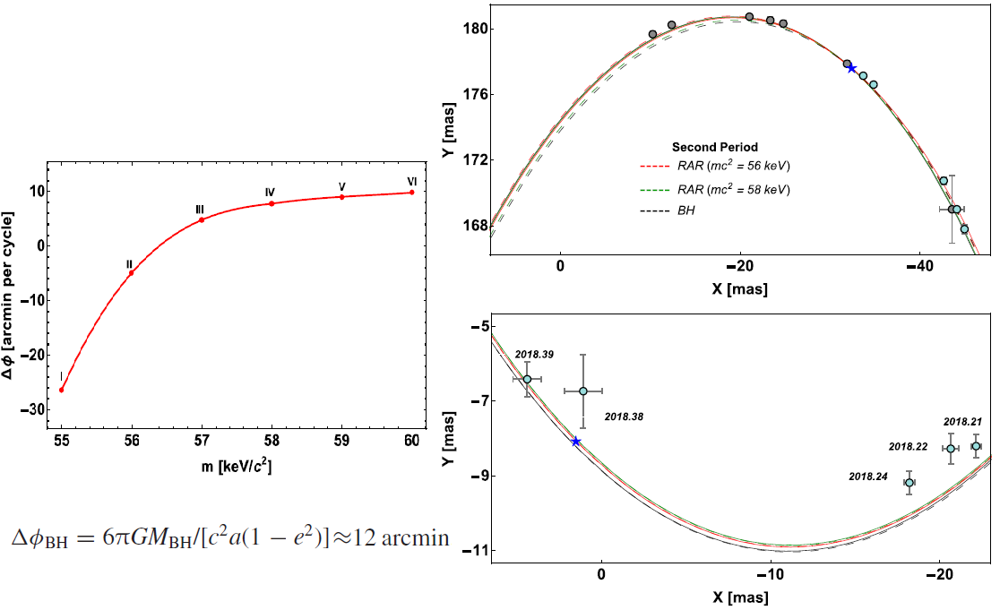 10
0
−10
−20
−30
Δϕ [arcmin per cycle]
I
II
III
IV
V
VI
55
56
57
58
59
60
m [keV/c²]
Δϕ_BH = 6πGM_BH/[c²a(1 − e²)]≈12 arcmin
180
176
172
168
Y [mas]
Second Period
RAR (mc² = 56 keV)
RAR (mc² = 58 keV)
BH
0
−20
−40
X [mas]
−5
−7
−9
−11
Y [mas]
2018.39
2018.38
2018.21
2018.22
2018.24
0
−10
−20
X [mas]